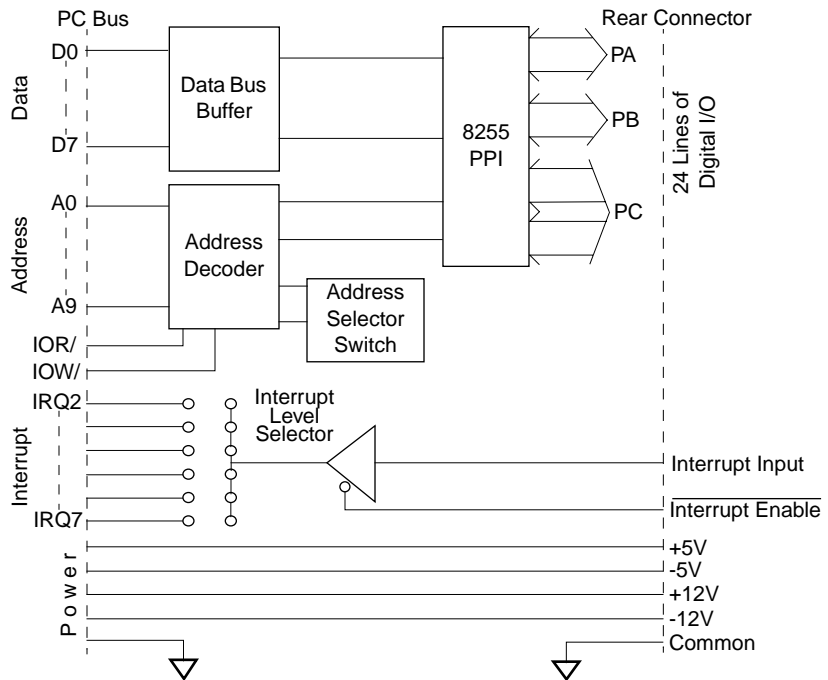 PC Bus
Rear Connector
D0
D7
Data
Data Bus
Buffer
8255
PPI
PA
PB
PC
24 Lines of
Digital I/O
A0
A9
Address
Address
Decoder
Address
Selector
Switch
IOR/
IOW/
IRQ2
IRQ7
Interrupt
Interrupt
Level
Selector
Interrupt Input
Interrupt Enable
Power
+5V
-5V
+12V
-12V
Common